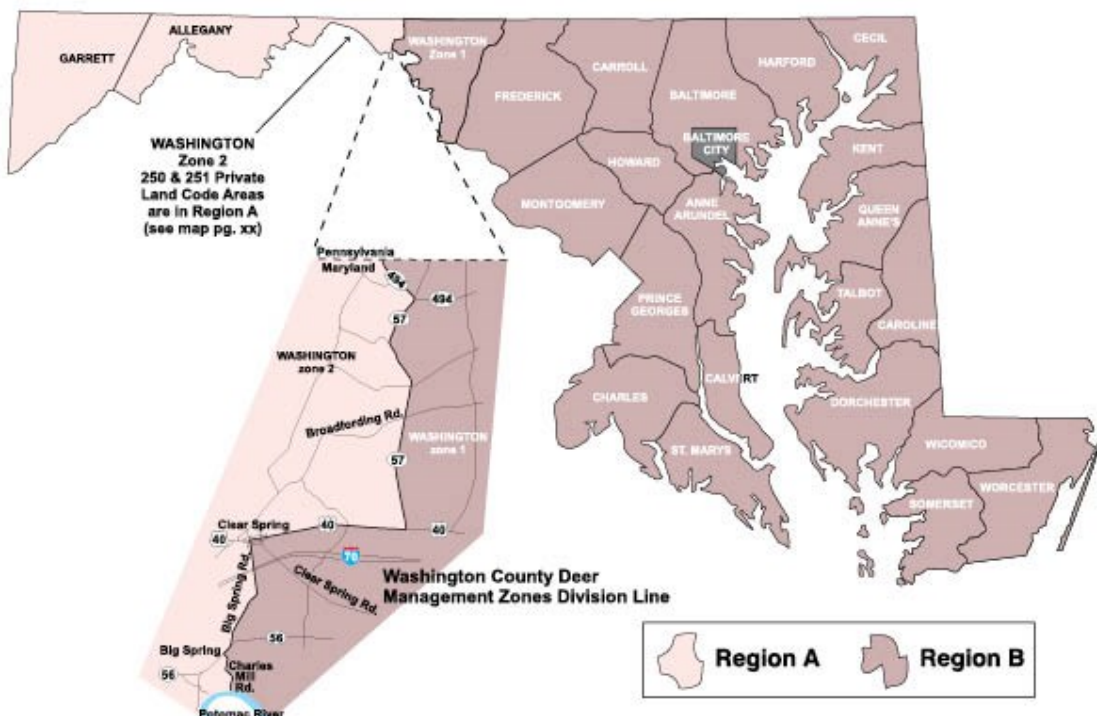 GARRETT
ALLEGANY
WASHINGTON
Zone 1
FREDERICK
CARROLL
BALTIMORE
HARFORD
CECIL
BALTIMORE
CITY
HOWARD
KENT
MONTGOMERY
ANNE
ARUNDEL
QUEEN
ANNE'S
PRINCE
GEORGES
TALBOT
CAROLINE
CHARLES
CALVERT
DORCHESTER
ST. MARYS
WICOMICO
SOMERSET
WORCESTER
WASHINGTON
Zone 2
250 & 251 Private
Land Code Areas
are in Region A
(see map pg. xx)
Pennsylvania
Maryland
494
494
57
WASHINGTON
zone 2
Broadfording Rd.
57
WASHINGTON
zone 1
Clear Spring
40
40
40
70
Big Spring Rd.
Clear Spring Rd.
Washington County Deer
Management Zones Division Line
56
Big Spring
56
Charles
Mill
Rd.
Potomac River
Region A
Region B